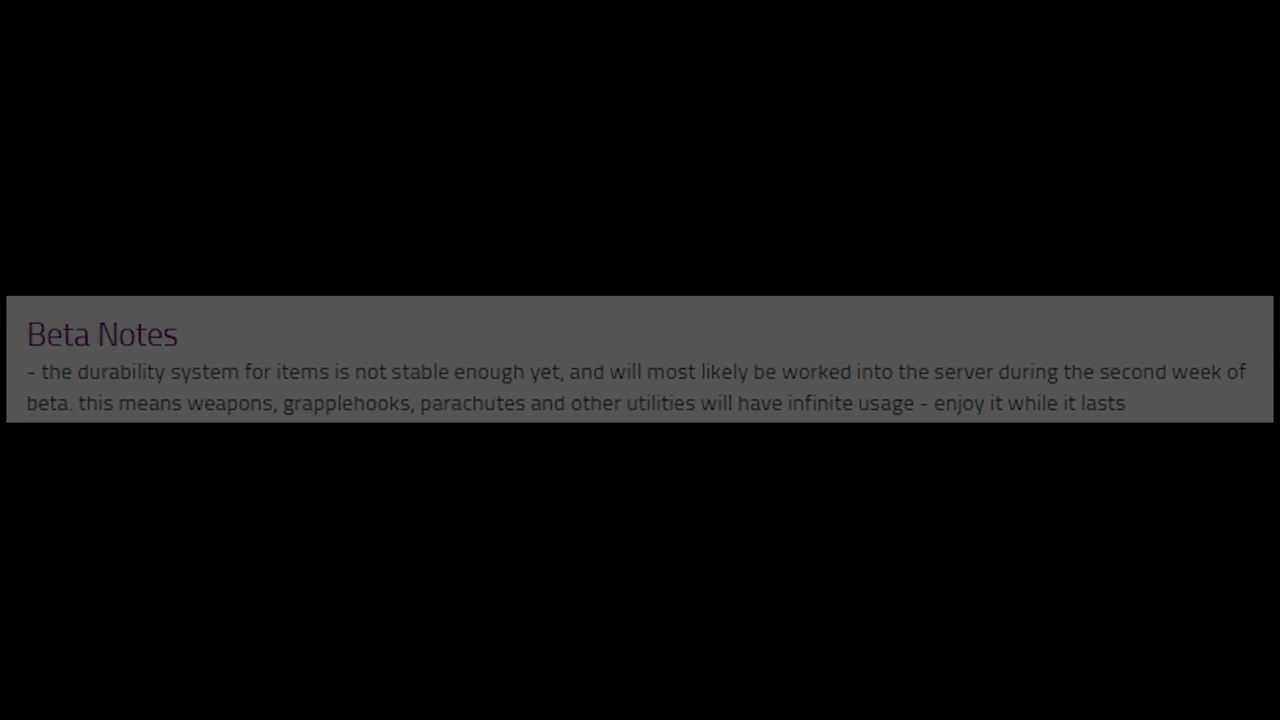 Beta Notes
- the durability system for items is not stable enough yet, and will most likely be worked into the server during the second week of
beta. this means weapons, grapplehooks, parachutes and other utilities will have infinite usage - enjoy it while it lasts